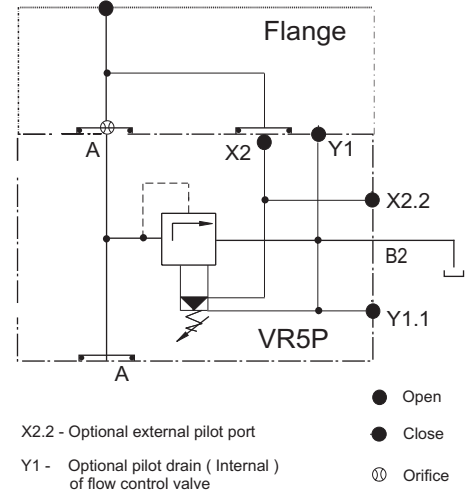 Flange
A
X2
Y1
X2.2
B2
Y1.1
VR5P
A
Open
X2.2 - Optional external pilot port
Close
Y1 - Optional pilot drain ( Internal )
of flow control valve
Orifice